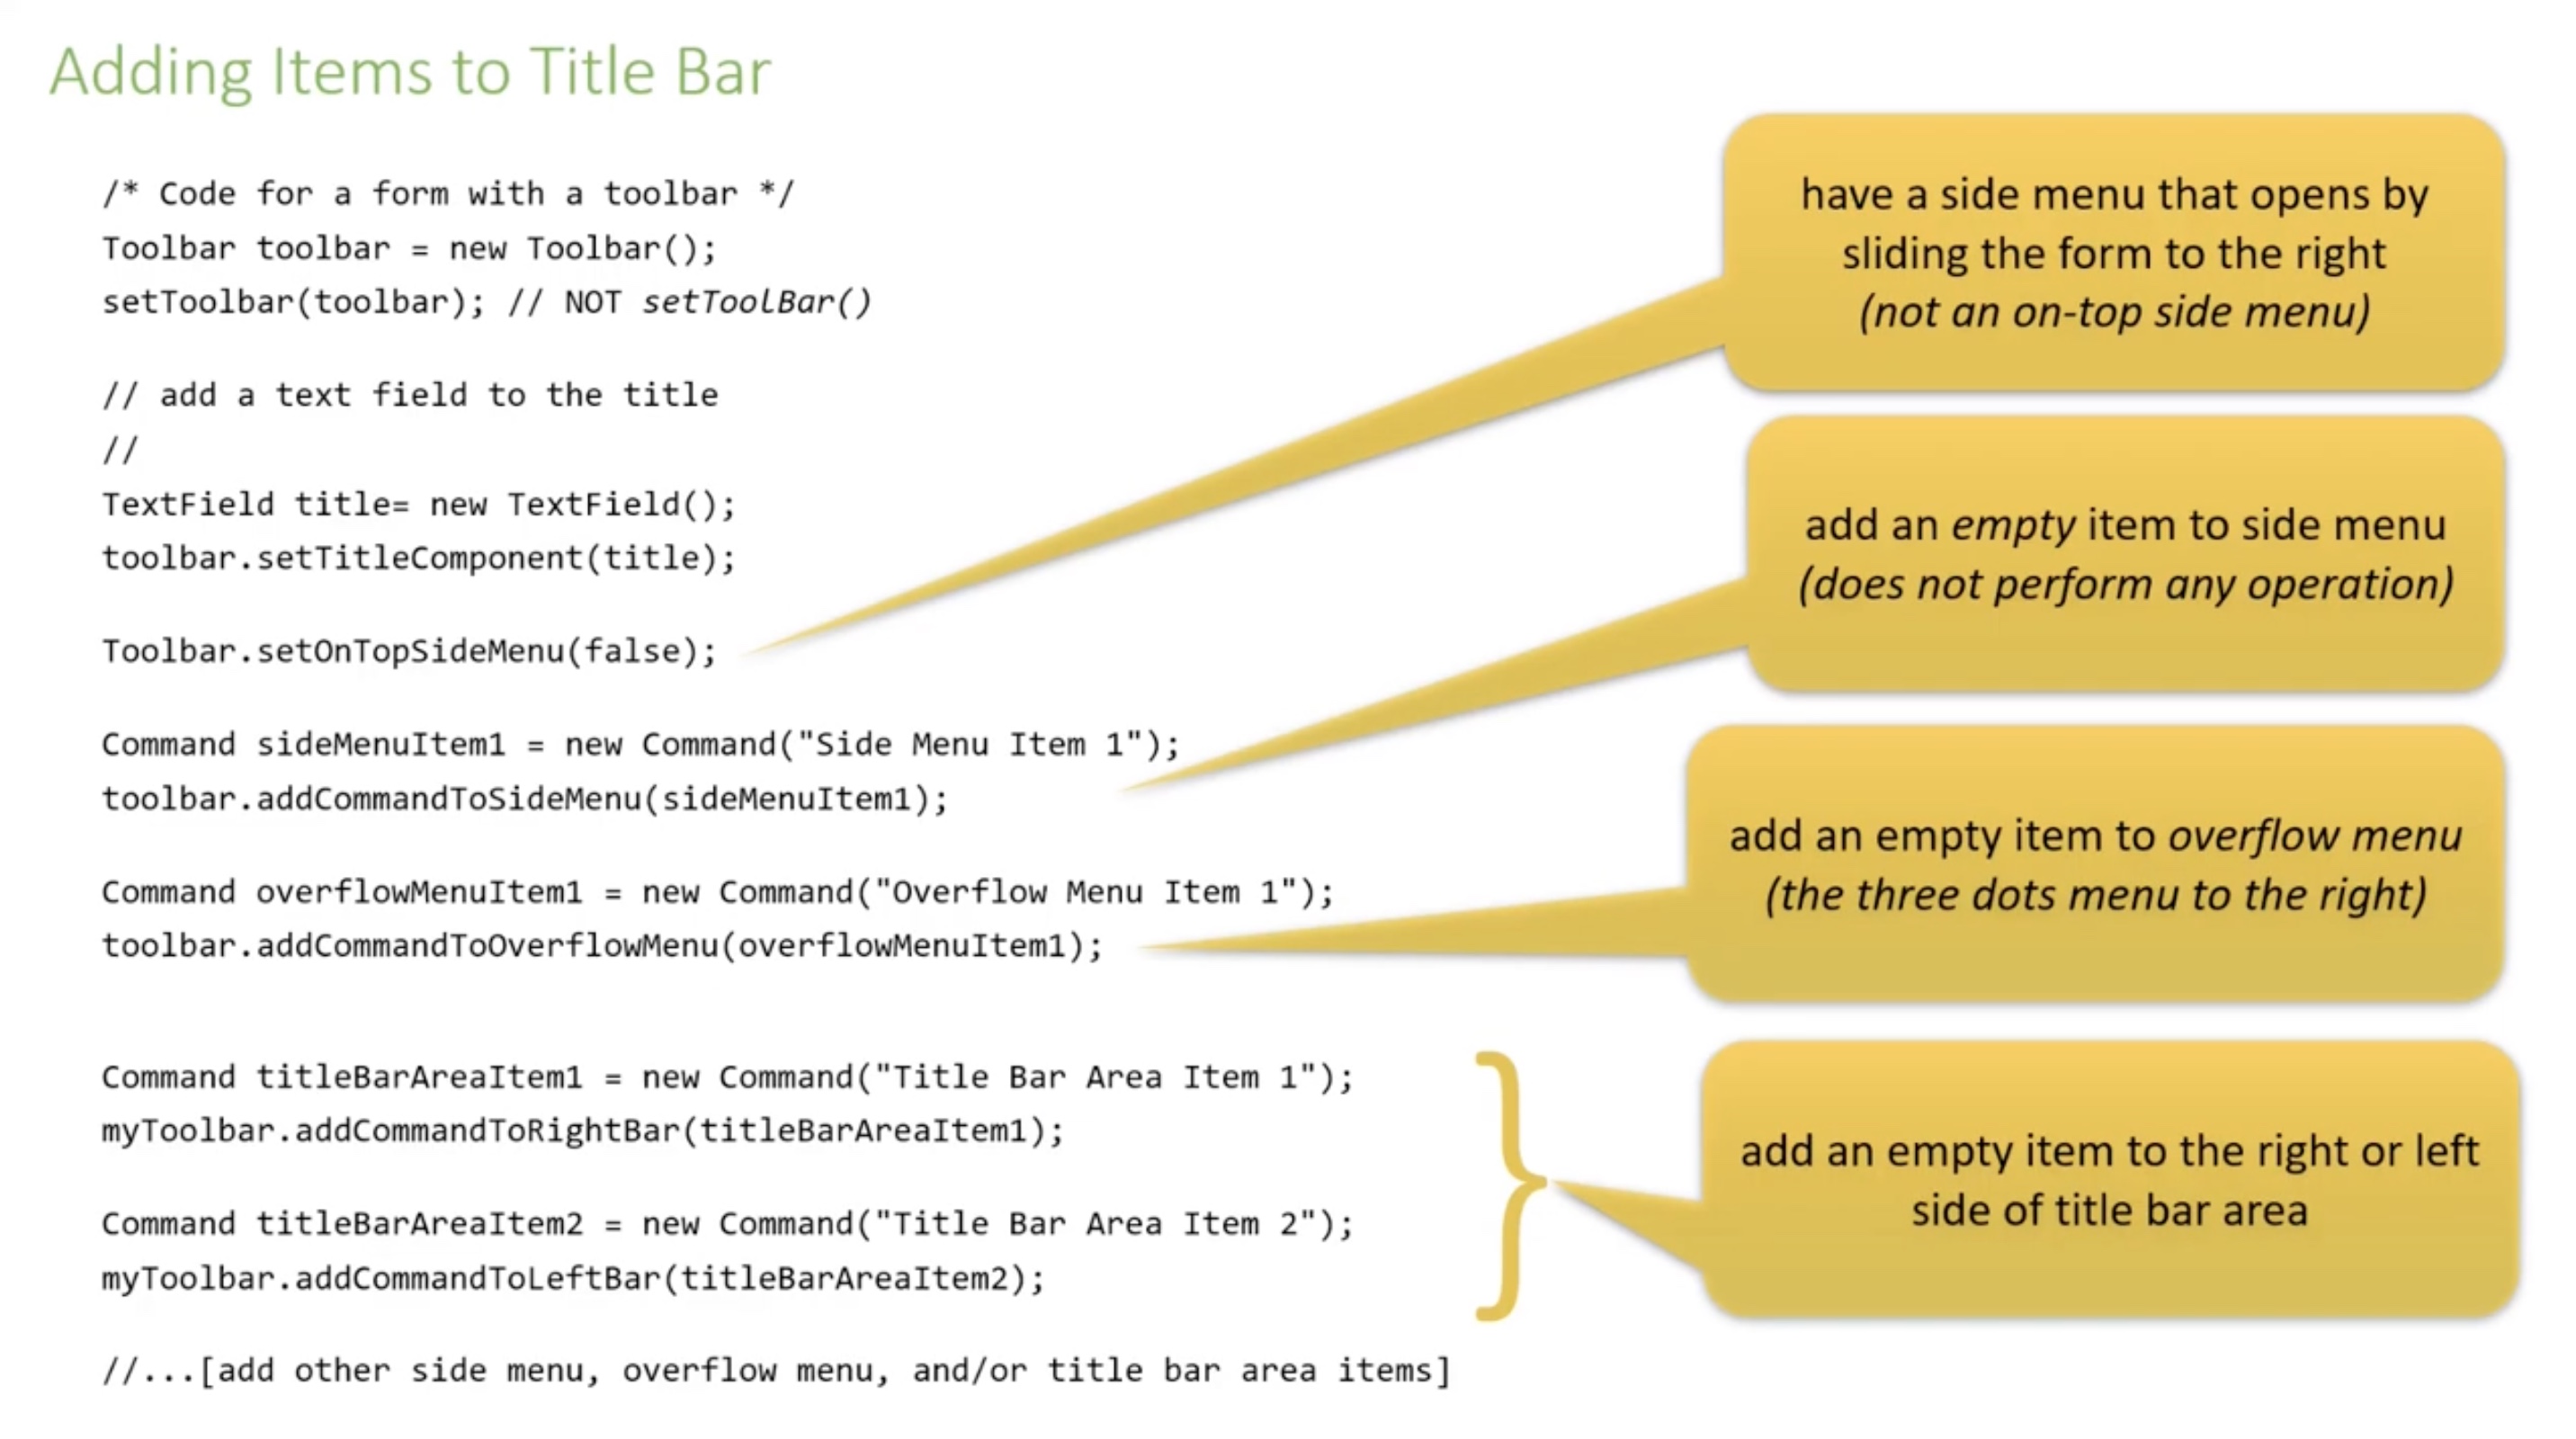 Adding Items to Title Bar
/* Code for a form with a toolbar */
Toolbar toolbar = new Toolbar();
setToolbar(toolbar); // NOT setToolBar()
// add a text field to the title
//
TextField title= new TextField();
toolbar.setTitleComponent(title);
Toolbar.setOnTopSideMenu(false);
Command sideMenuItem1 = new Command("Side Menu Item 1");
toolbar.addCommandToSideMenu(sideMenuItem1);
Command overflowMenuItem1 = new Command("Overflow Menu Item 1");
toolbar.addCommandToOverflowMenu(overflowMenuItem1);
Command titleBarAreaItem1 = new Command("Title Bar Area Item 1");
myToolbar.addCommandToRightBar(titleBarAreaItem1);
Command titleBarAreaItem2 = new Command("Title Bar Area Item 2");
myToolbar.addCommandToLeftBar(titleBarAreaItem2);
//...[add other side menu, overflow menu, and/or title bar area items]
have a side menu that opens by
sliding the form to the right
(not an on-top side menu)
add an empty item to side menu
(does not perform any operation)
add an empty item to overflow menu
(the three dots menu to the right)
add an empty item to the right or left
side of title bar area